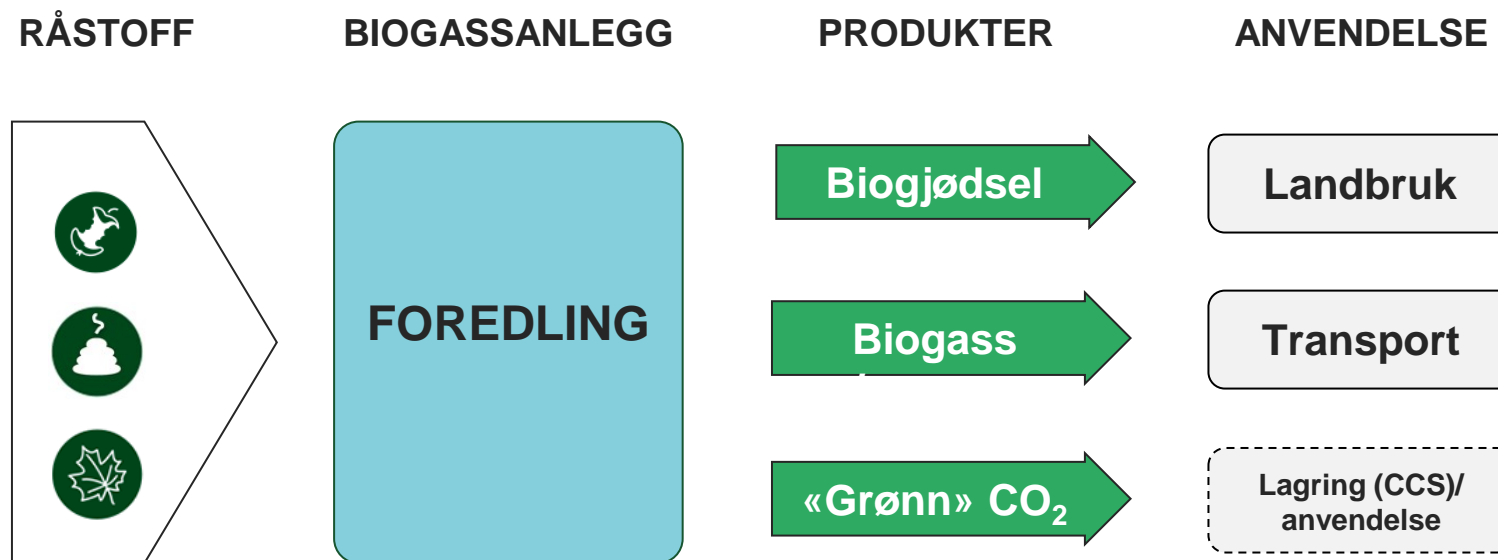 RÅSTOFF
BIOGASSANLEGG
PRODUKTER
ANVENDELSE
FOREDLING
Biogjødsel
Landbruk
Biogass
Transport
«Grønn» CO₂
Lagring (CCS)/
anvendelse